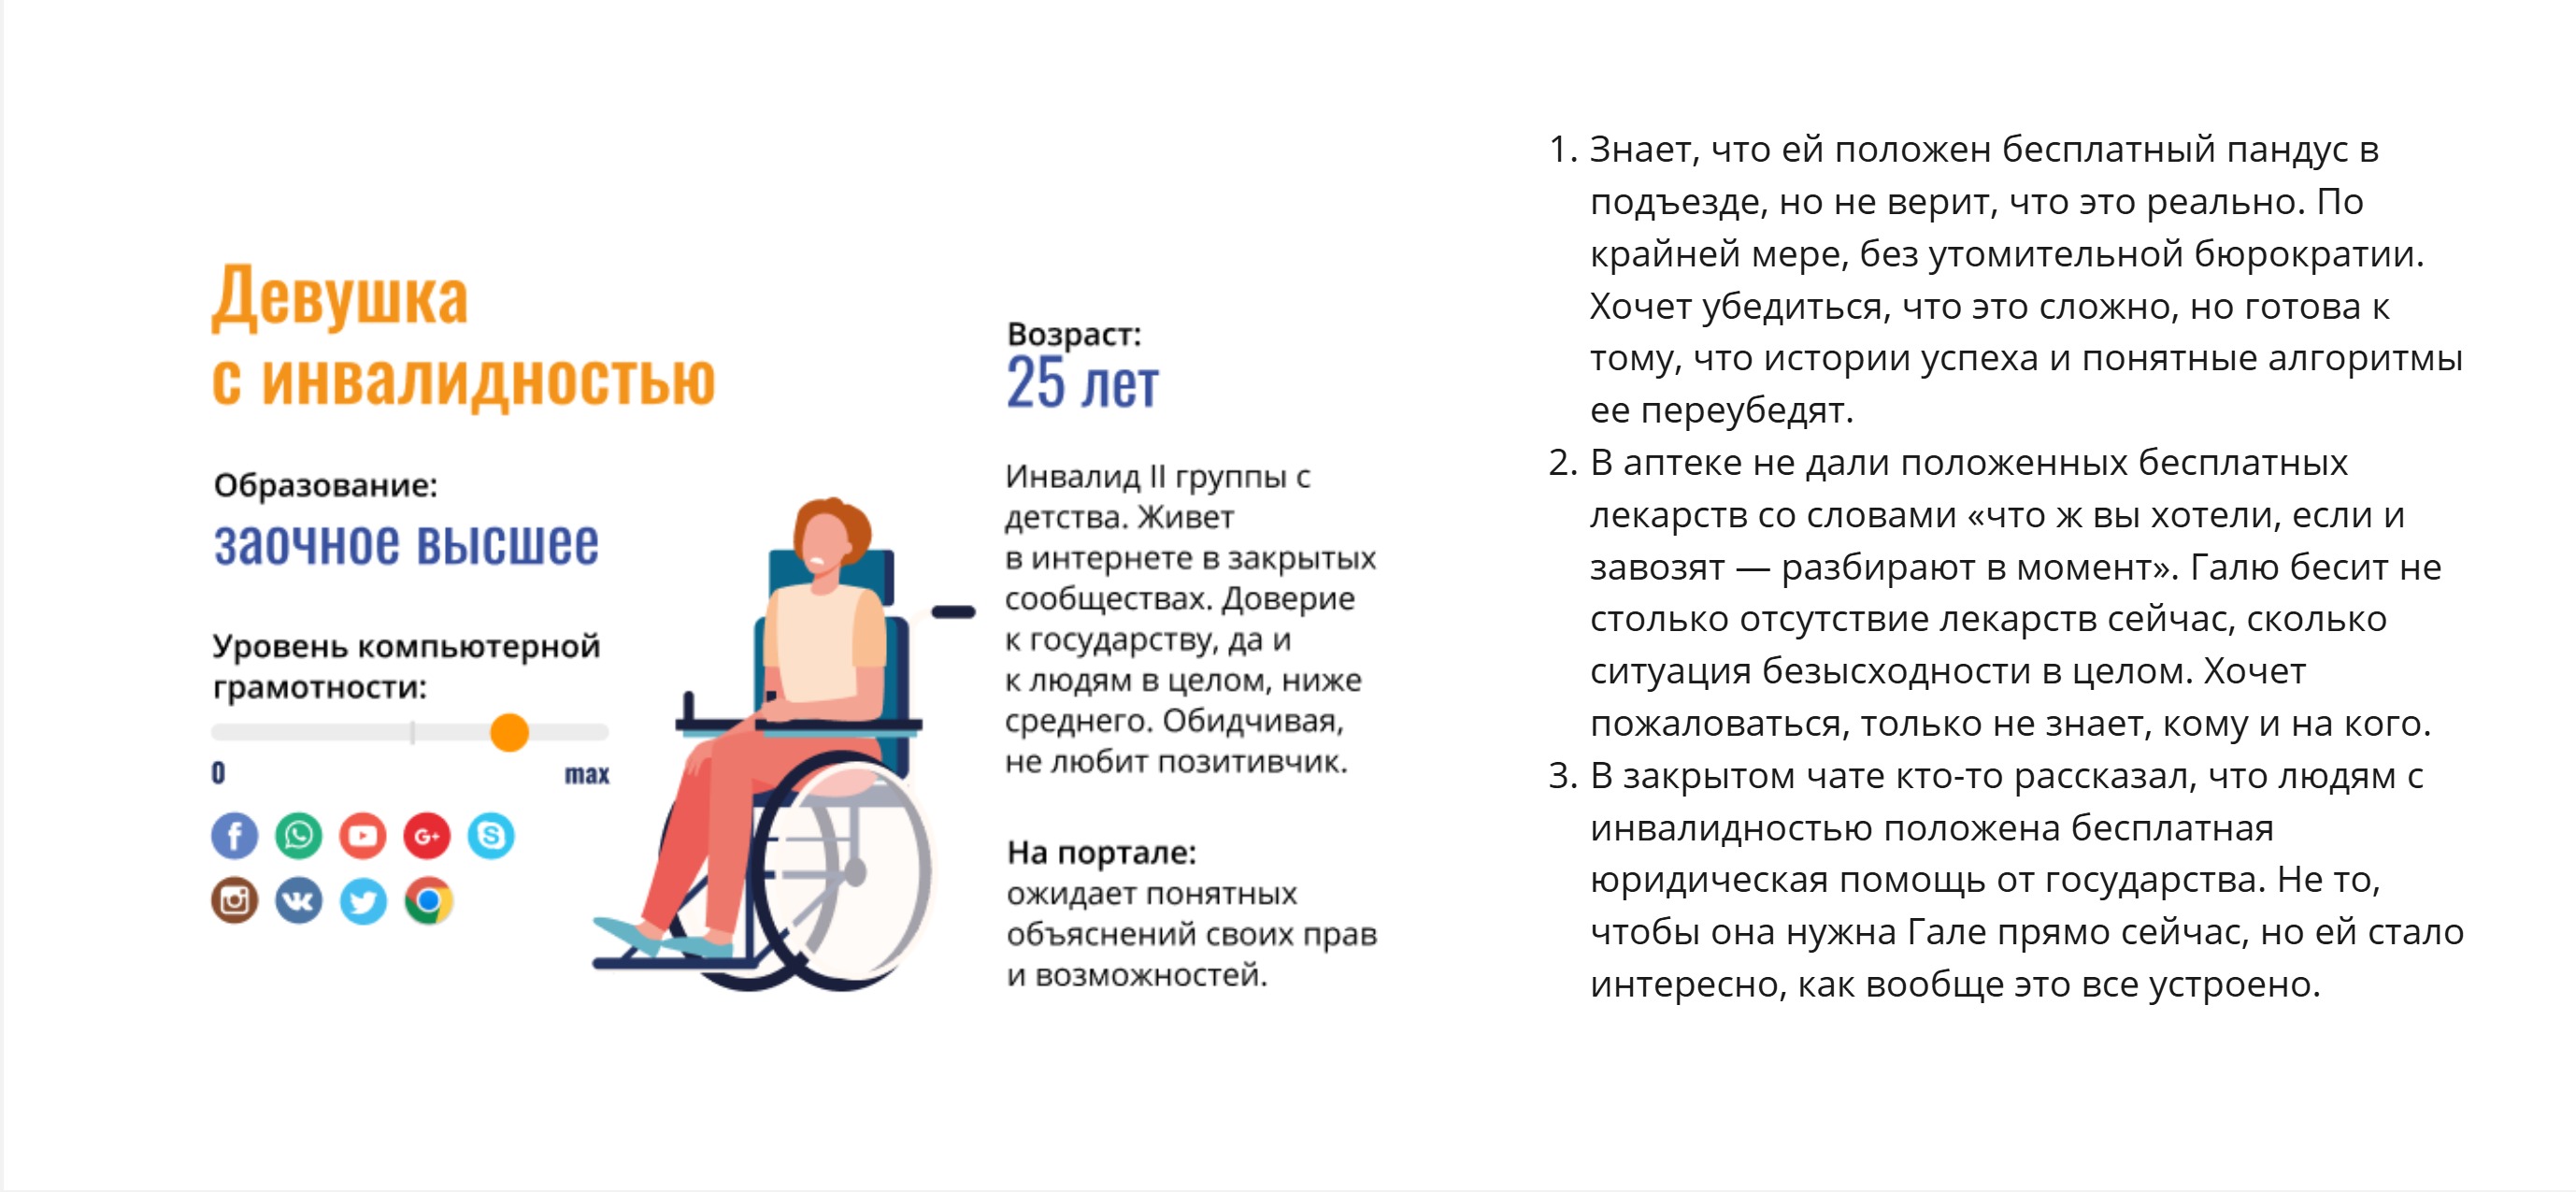 Девушка
с инвалидностью
Образование:
заочное высшее
Уровень компьютерной
грамотности:
0 max
f G+ S
Возраст:
25 лет
Инвалид II группы с
детства. Живет
в интернете в закрытых
сообществах. Доверие
к государству, да и
к людям в целом, ниже
среднего. Обидчивая,
не любит позитивчик.
На портале:
ожидает понятных
объяснений своих прав
и возможностей.
1. Знает, что ей положен бесплатный пандус в
подъезде, но не верит, что это реально. По
крайней мере, без утомительной бюрократии.
Хочет убедиться, что это сложно, но готова к
тому, что истории успеха и понятные алгоритмы
ее переубедят.
2. В аптеке не дали положенных бесплатных
лекарств со словами «что ж вы хотели, если и
завозят — разбирают в момент». Галю бесит не
столько отсутствие лекарств сейчас, сколько
ситуация безысходности в целом. Хочет
пожаловаться, только не знает, кому и на кого.
3. В закрытом чате кто-то рассказал, что людям с
инвалидностью положена бесплатная
юридическая помощь от государства. Не то,
чтобы она нужна Гале прямо сейчас, но ей стало
интересно, как вообще это все устроено.